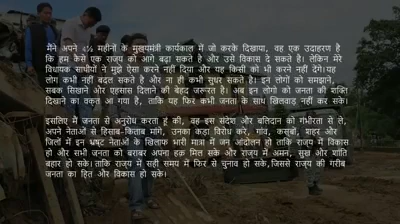 मैंने अपने ८½ महीनों के मुख्यमंत्री कार्यकाल में जो करके दिखाया, वह एक उदाहरण है
कि हम कैसे एक राज्य को आगे बढ़ा सकते है और उसे विकास दे सकते है। लेकिन मेरे
विधायक साथीयों ने मुझे ऐसा करने नहीं दिया और यह किसी को भी करने नहीं देंगे।यह
लोग कभी नहीं बदल सकते है और ना ही कभी सुधर सकते है। इन लोगों को समझाने,
सबक सिखाने और एहसास दिलाने की बेहद जरूरत है। अब इन लोगों को जनता की शक्ति
दिखाने का वक्त आ गया है, ताकि यह फिर कभी जनता के साथ खिलवाड़ नहीं कर सके।
इसलिए मैं जनता से अनुरोध करता हूं की, वह इस संदेश और बलिदान को गंभीरता से ले,
अपने नेताओं से हिसाब-किताब मांगे, उनका कड़ा विरोध करे, गांव, कस्बों, शहर और
जिलों में इन भ्रष्ट नेताओं के खिलाफ भारी मात्रा में जन आंदोलन हो ताकि राज्य में विकास
हो और सभी जनता को बराबर अपना हक़ मिल सके और राज्य में अमन, सुख और शांति
बहार हो सके।ताकि राज्य में सही समय में फिर से चुनाव हो सके,जिससे राज्य की गरीब
जनता का हित और विकास हो सके।